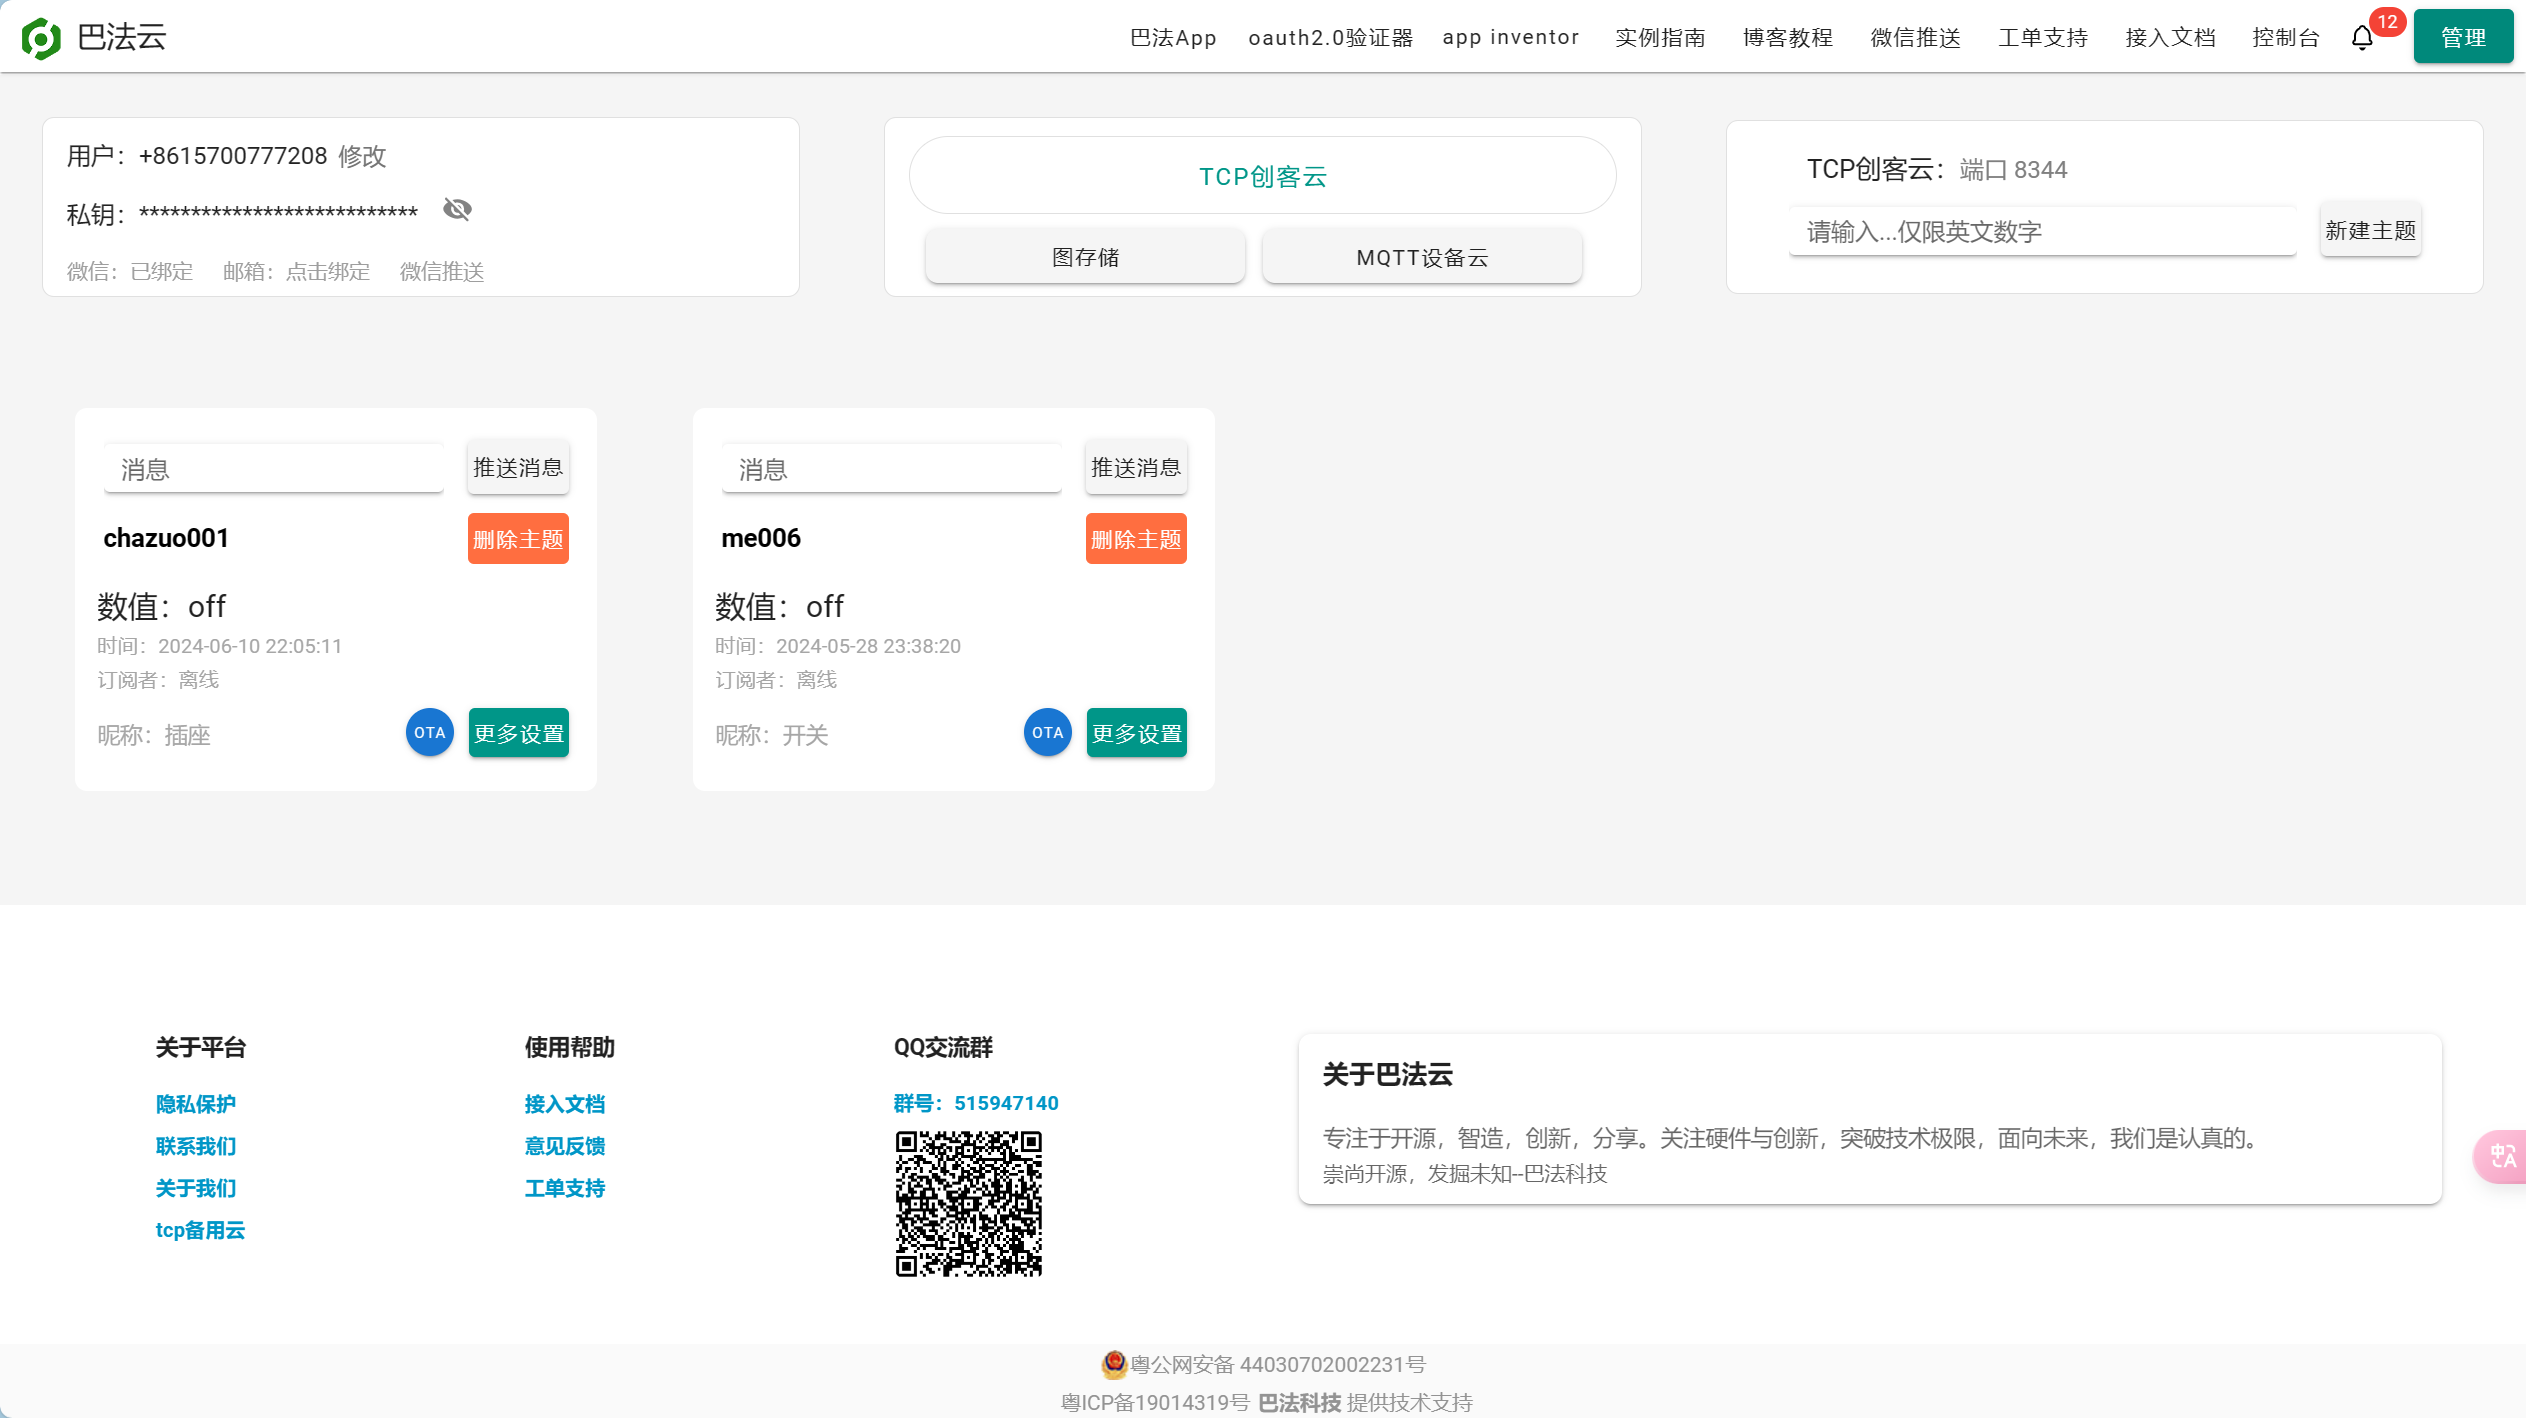 巴法云
巴法App
oauth2.0验证器
app inventor
实例指南
博客教程
微信推送
工单支持
接入文档
控制台
12
管理
用户：+8615700777208 修改
私钥：***************************
微信：已绑定 邮箱：点击绑定 微信推送
TCP创客云
图存储
MQTT设备云
TCP创客云：端口 8344
请输入...仅限英文数字
新建主题
消息
推送消息
chazuo001
删除主题
数值：off
时间：2024-06-10 22:05:11
订阅者：离线
昵称：插座
OTA
更多设置
消息
推送消息
me006
删除主题
数值：off
时间：2024-05-28 23:38:20
订阅者：离线
昵称：开关
OTA
更多设置
关于平台
隐私保护
联系我们
关于我们
tcp备用云
使用帮助
接入文档
意见反馈
工单支持
QQ交流群
群号：515947140
关于巴法云
专注于开源，智造，创新，分享。关注硬件与创新，突破技术极限，面向未来，我们是认真的。
崇尚开源，发掘未知--巴法科技
中A
粤公网安备 44030702002231号
粤ICP备19014319号 巴法科技 提供技术支持